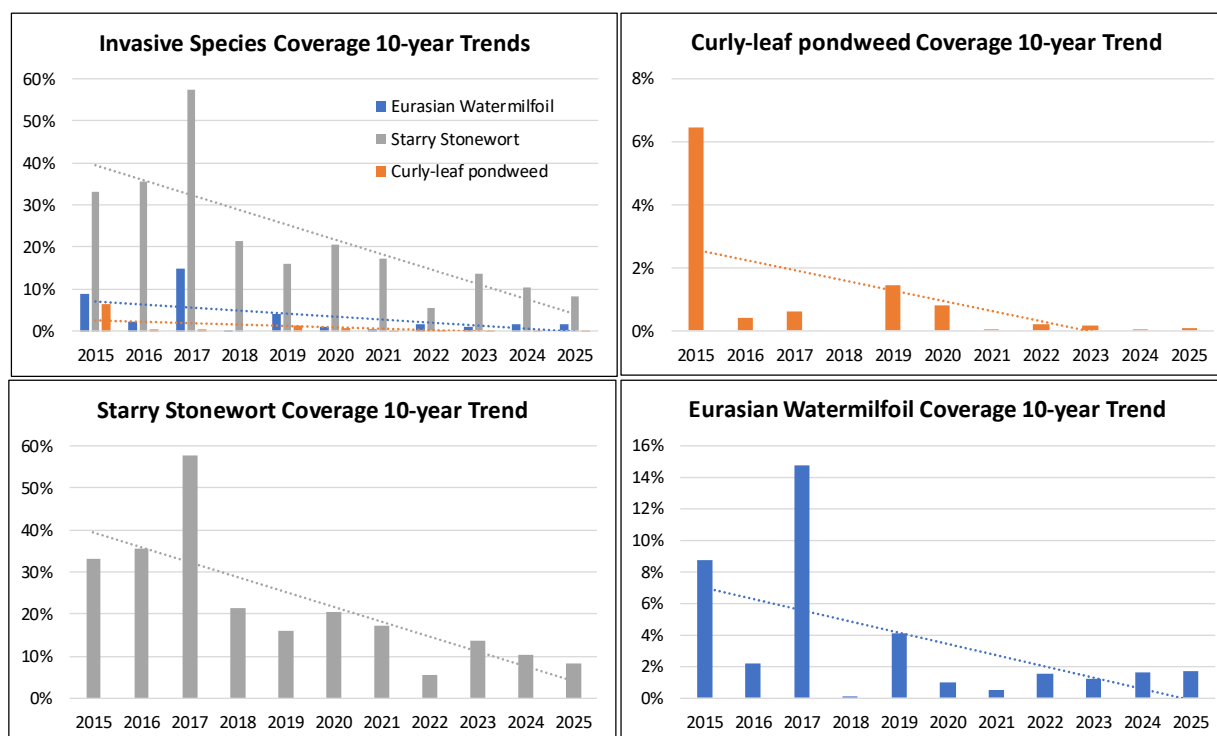 Invasive Species Coverage 10-year Trends
60%
50%
40%
30%
20%
10%
0%
Eurasian Watermilfoil
Starry Stonewort
Curly-leaf pondweed
2015 2016 2017 2018 2019 2020 2021 2022 2023 2024 2025
Curly-leaf pondweed Coverage 10-year Trend
8%
6%
4%
2%
0%
2015 2016 2017 2018 2019 2020 2021 2022 2023 2024 2025
Starry Stonewort Coverage 10-year Trend
60%
50%
40%
30%
20%
10%
0%
2015 2016 2017 2018 2019 2020 2021 2022 2023 2024 2025
Eurasian Watermilfoil Coverage 10-year Trend
16%
14%
12%
10%
8%
6%
4%
2%
0%
2015 2016 2017 2018 2019 2020 2021 2022 2023 2024 2025